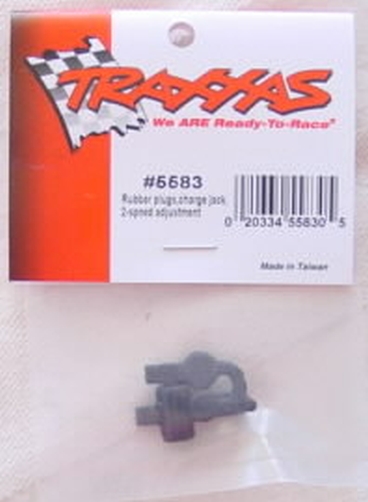 TRAXXAS
We ARE Ready-To-Race®
#5583
Rubber plugs,charge jack,
2-speed adjustment
0 20334 55830 5
Made in Taiwan